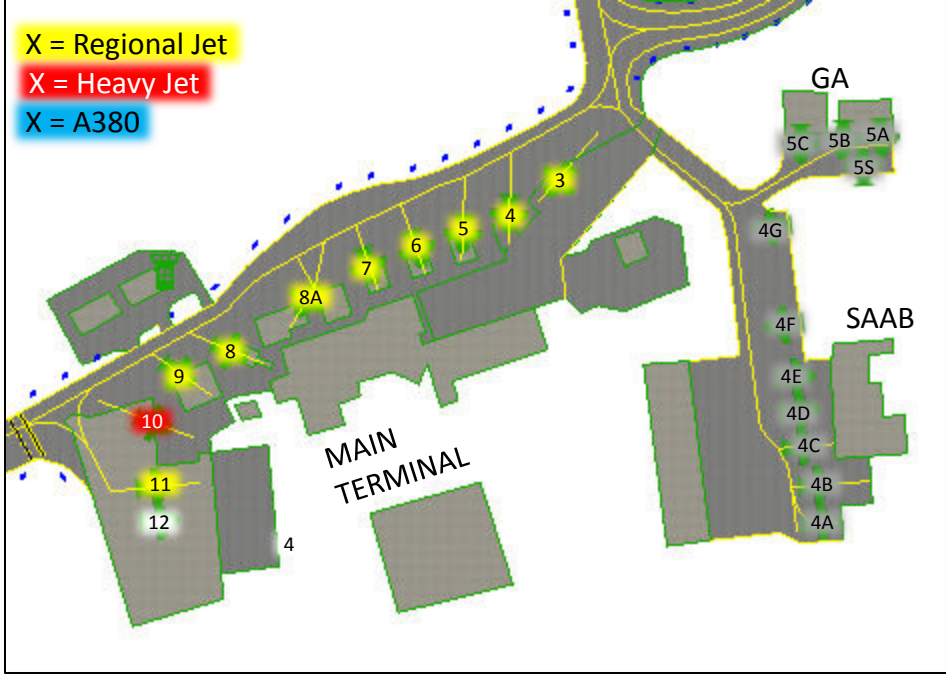 X = Regional Jet
X = Heavy Jet
X = A380
GA
5C
5B
5A
5S
3
4
4G
5
6
7
8A
4F
SAAB
8
9
4E
4D
10
4C
MAIN
TERMINAL
11
4B
12
4A
4